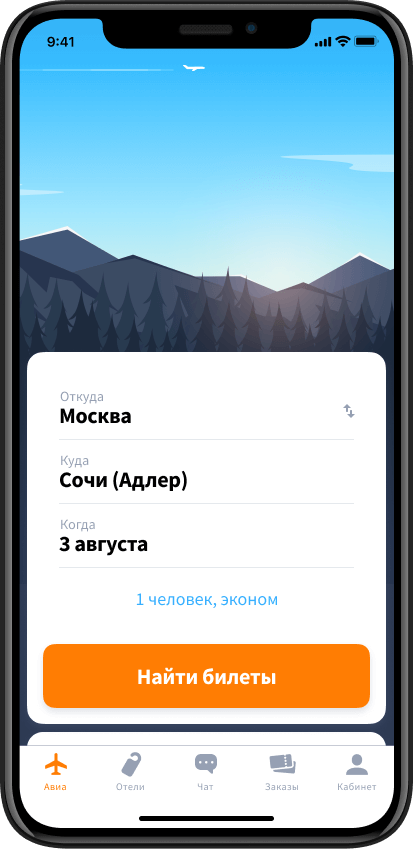 9:41
Откуда
Москва
Куда
Сочи (Адлер)
Когда
3 августа
1 человек, эконом
Найти билеты
Авиа
Отели
Чат
Заказы
Кабинет